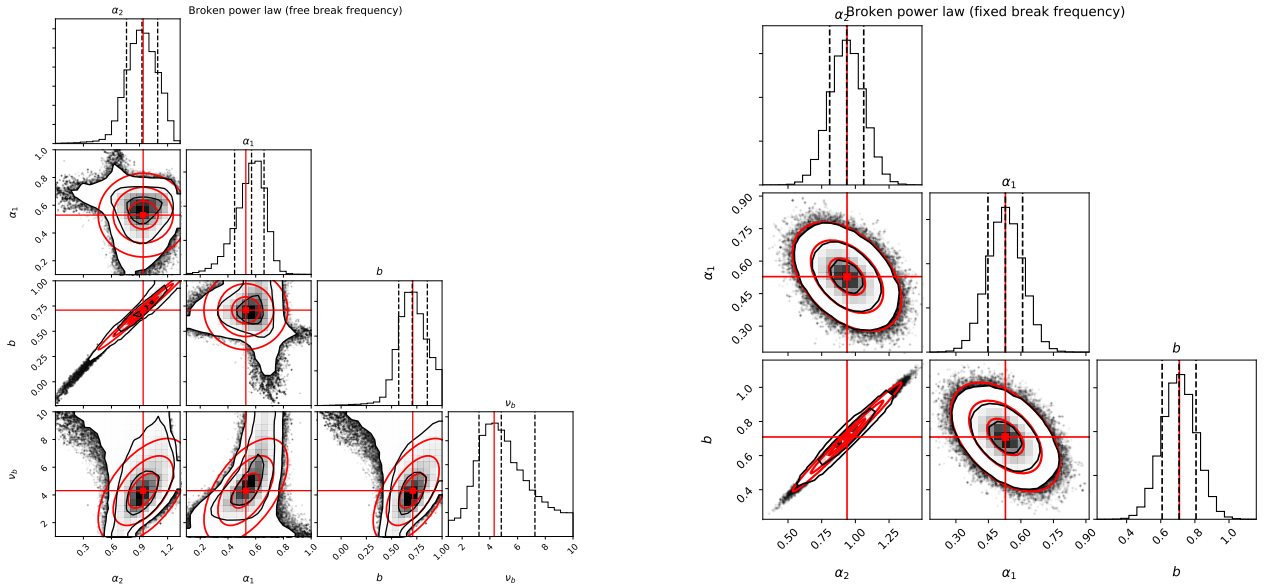 α2 Broken power law (free break frequency)
α1
1.0
0.8
0.6
0.4
0.2
α1
b
1.00
0.75
0.50
0.25
0.00
b
νb
10
8
6
4
2
νb
0.3 0.6 0.9 1.2
0.2 0.4 0.6 0.8 1.0
0.00 0.25 0.50 0.75 1.00
2 4 6 8 10
α2 α1 b νb
α2 Broken power law (fixed break frequency)
α1
0.90
0.75
0.60
0.45
0.30
α1
b
1.0
0.8
0.6
0.4
b
0.50 0.75 1.00 1.25
0.30 0.45 0.60 0.75 0.90
0.4 0.6 0.8 1.0
α2 α1 b